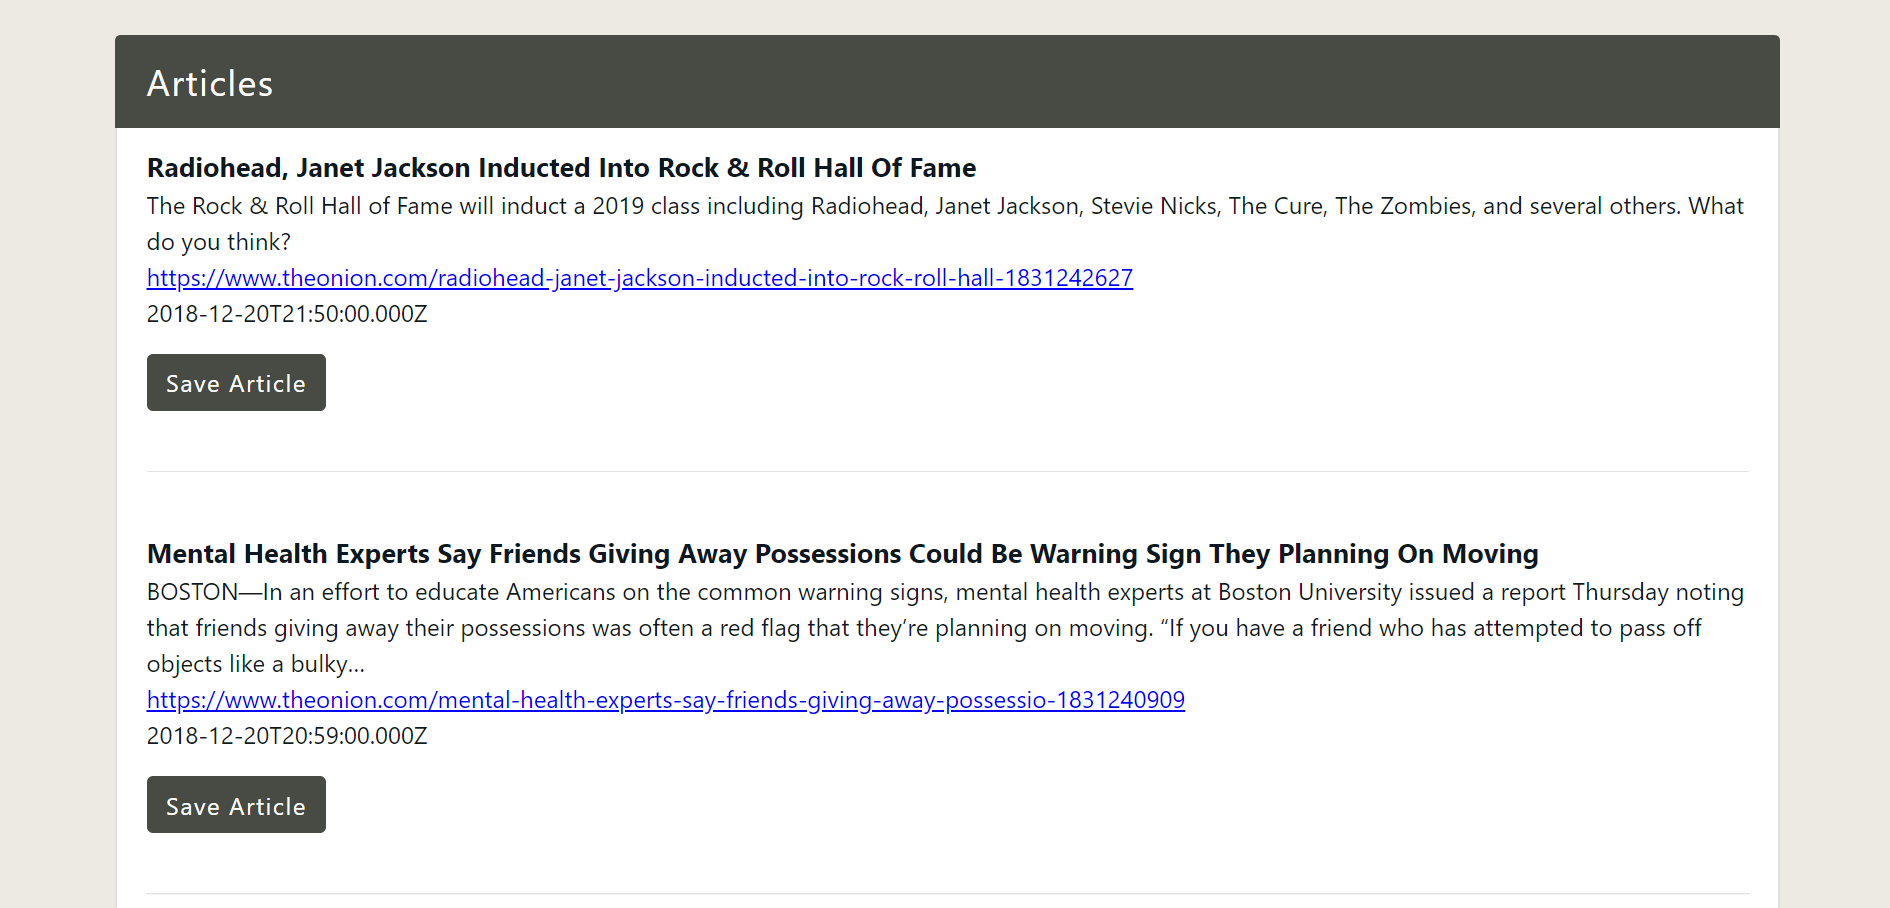 Articles
Radiohead, Janet Jackson Inducted Into Rock & Roll Hall Of Fame
The Rock & Roll Hall of Fame will induct a 2019 class including Radiohead, Janet Jackson, Stevie Nicks, The Cure, The Zombies, and several others. What
do you think?
https://www.theonion.com/radiohead-janet-jackson-inducted-into-rock-roll-hall-1831242627
2018-12-20T21:50:00.000Z
Save Article
Mental Health Experts Say Friends Giving Away Possessions Could Be Warning Sign They Planning On Moving
BOSTON—In an effort to educate Americans on the common warning signs, mental health experts at Boston University issued a report Thursday noting
that friends giving away their possessions was often a red flag that they’re planning on moving. “If you have a friend who has attempted to pass off
objects like a bulky…
https://www.theonion.com/mental-health-experts-say-friends-giving-away-possessio-1831240909
2018-12-20T20:59:00.000Z
Save Article